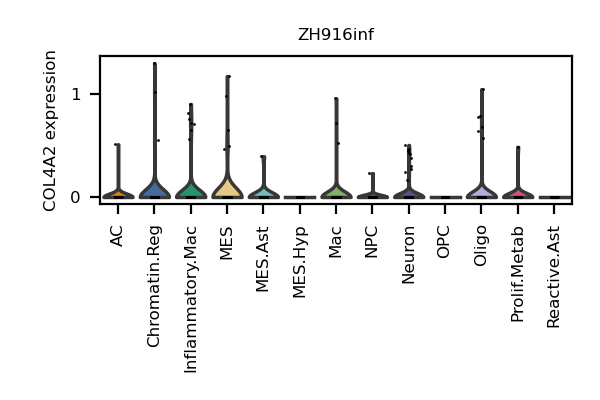 ZH916inf
COL4A2 expression
1
0
AC
Chromatin.Reg
Inflammatory.Mac
MES
MES.Ast
MES.Hyp
Mac
NPC
Neuron
OPC
Oligo
Prolif.Metab
Reactive.Ast